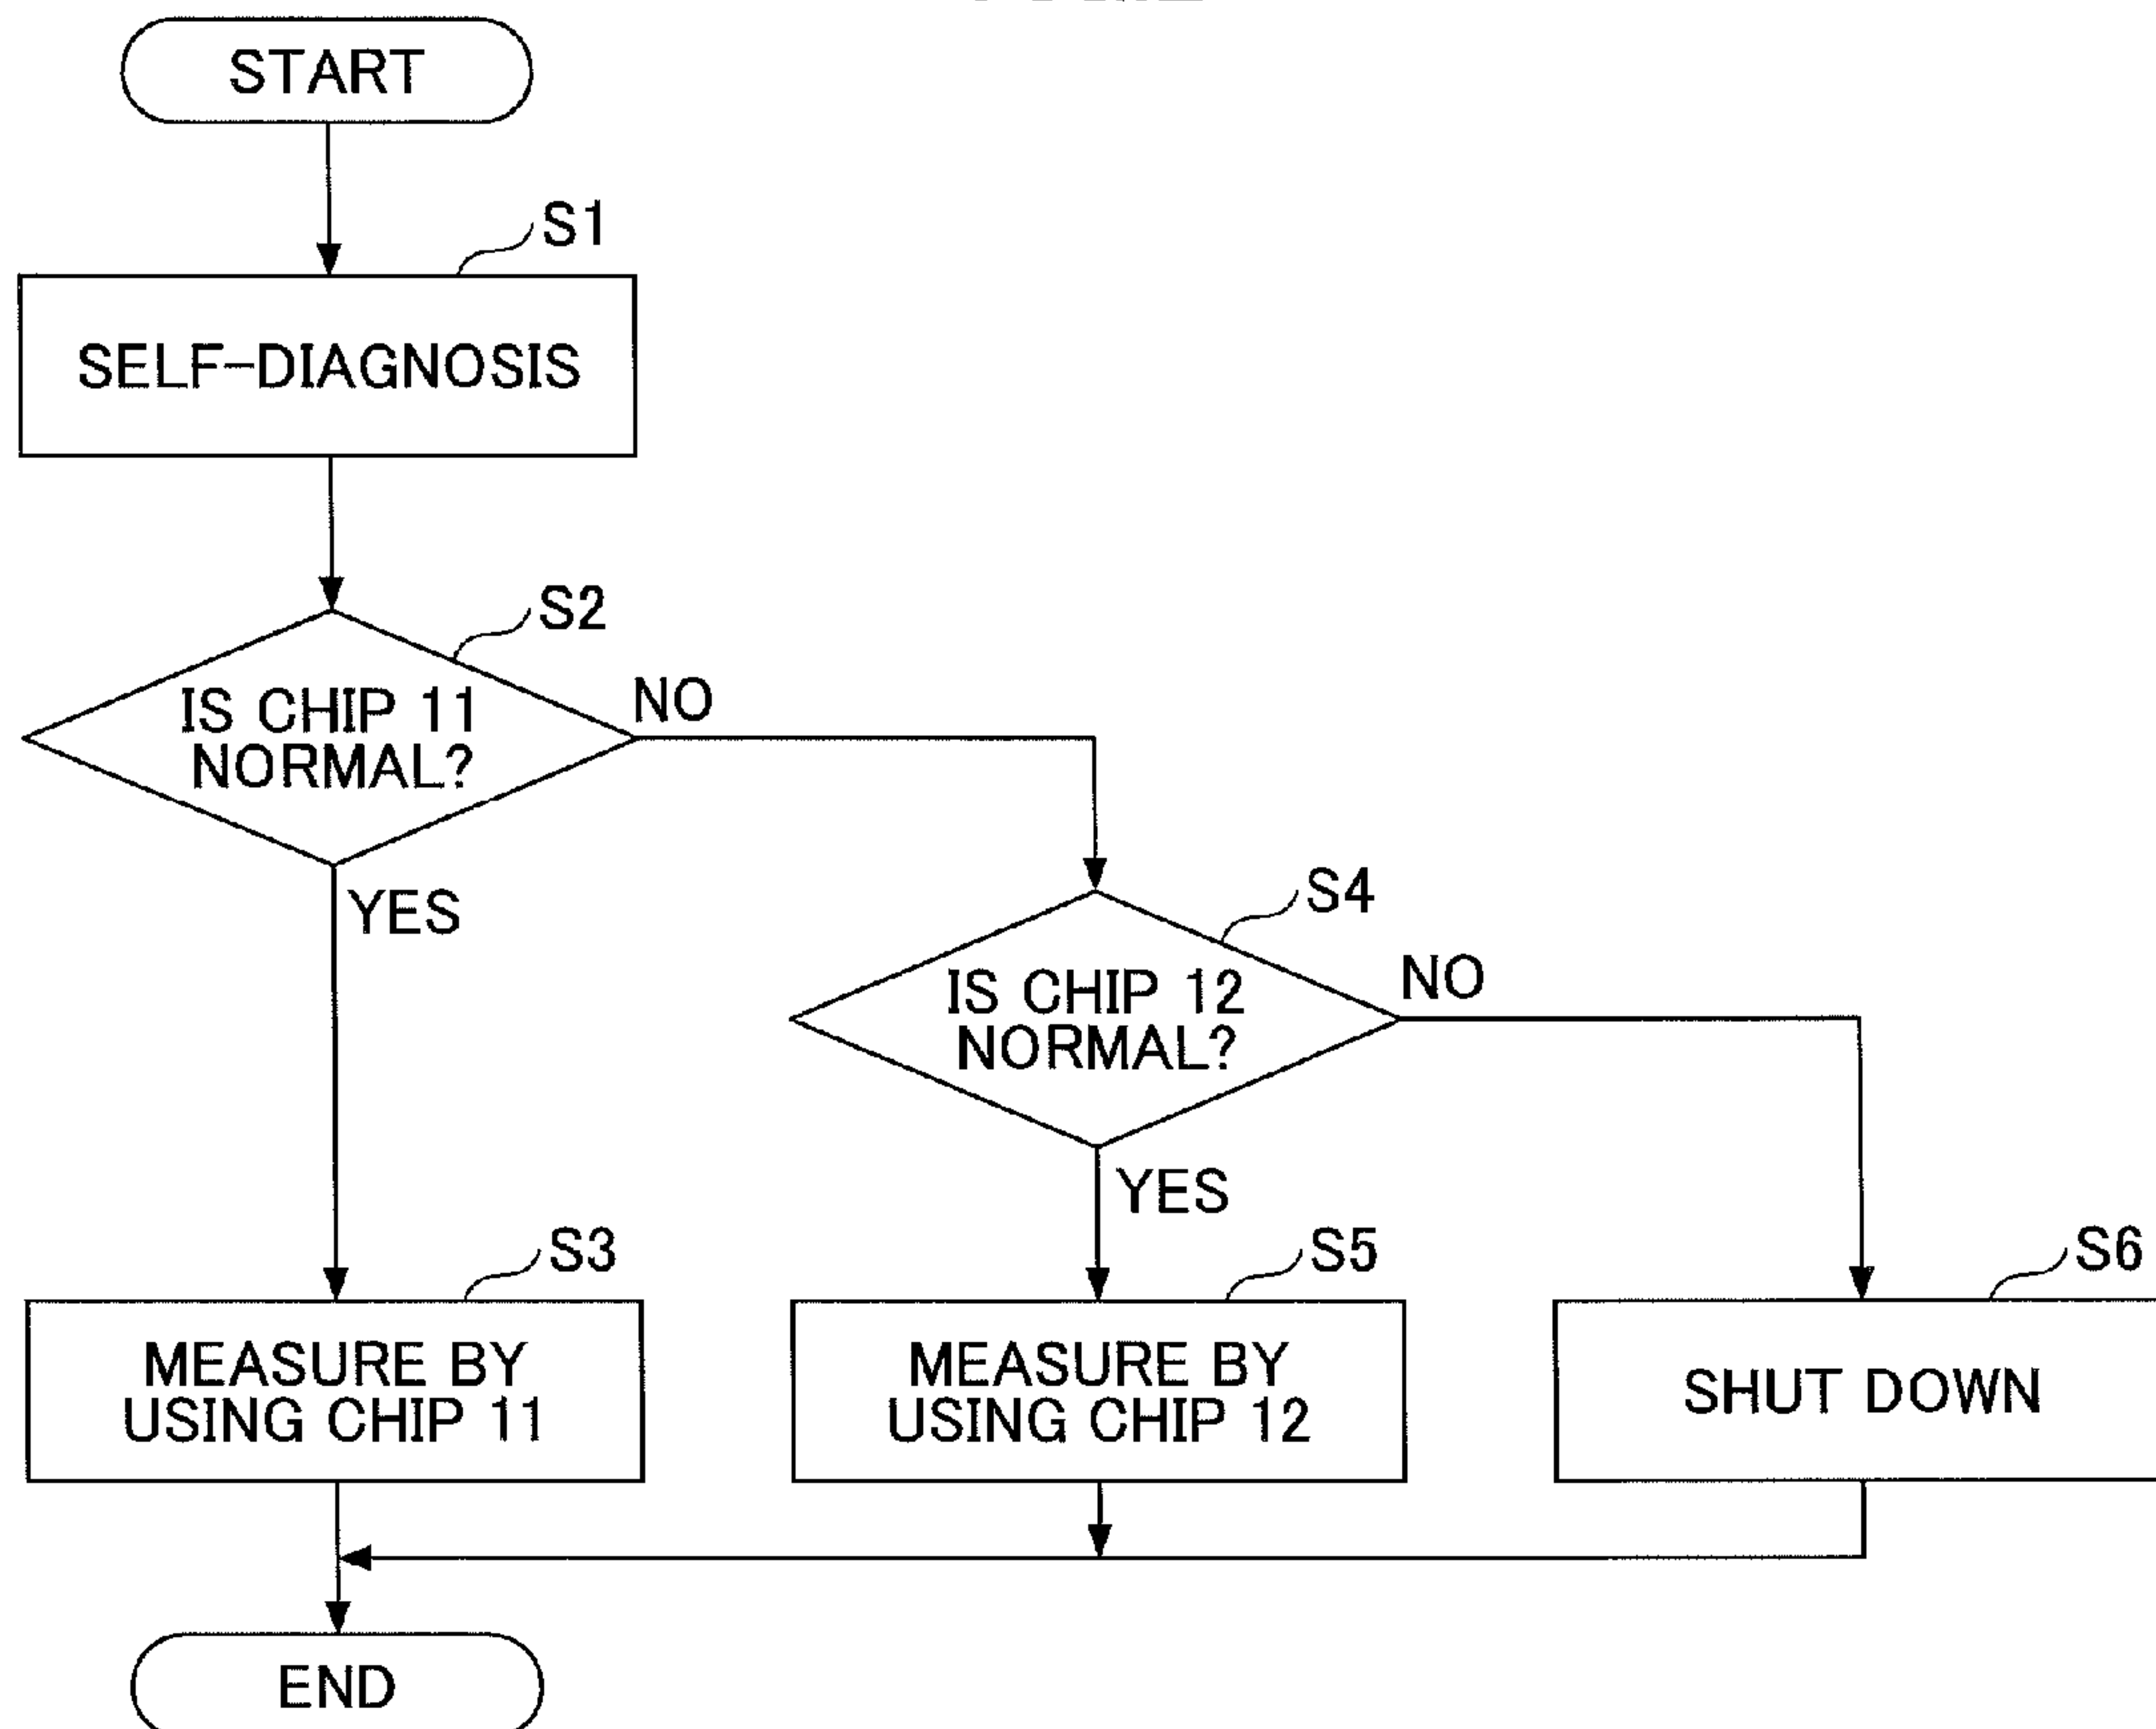 START
S1
SELF-DIAGNOSIS
S2
IS CHIP 11
NORMAL?
NO
YES
S4
IS CHIP 12
NORMAL?
NO
YES
S3
MEASURE BY
USING CHIP 11
S5
MEASURE BY
USING CHIP 12
S6
SHUT DOWN
END